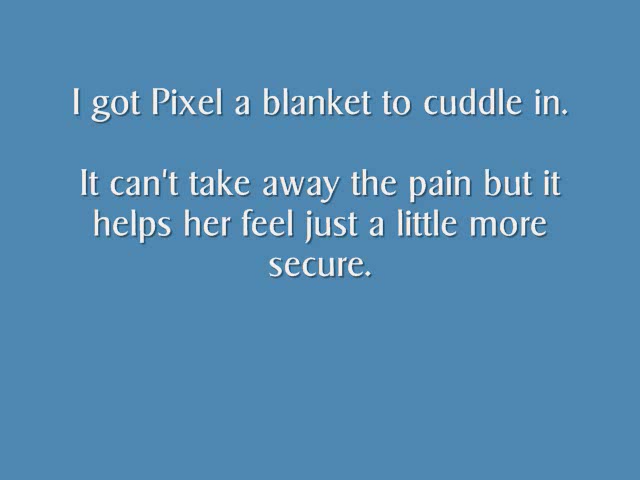 I got Pixel a blanket to cuddle in.
It can't take away the pain but it
helps her feel just a little more
secure.